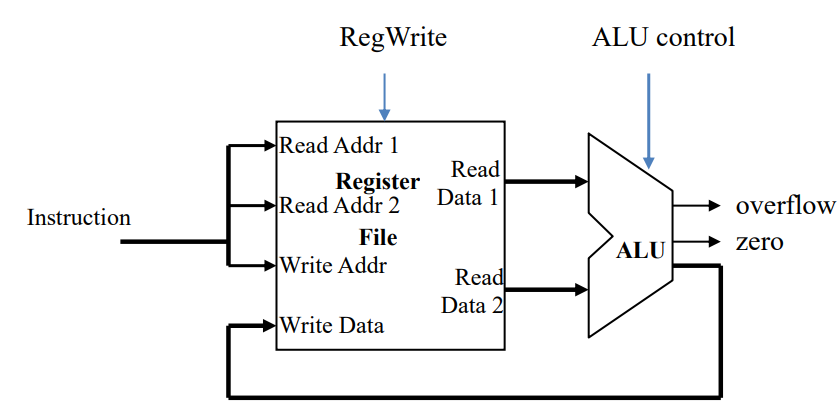 RegWrite
ALU control
Instruction
Read Addr 1
Register
Read Addr 2
File
Write Addr
Write Data
Read
Data 1
Read
Data 2
ALU
overflow
zero